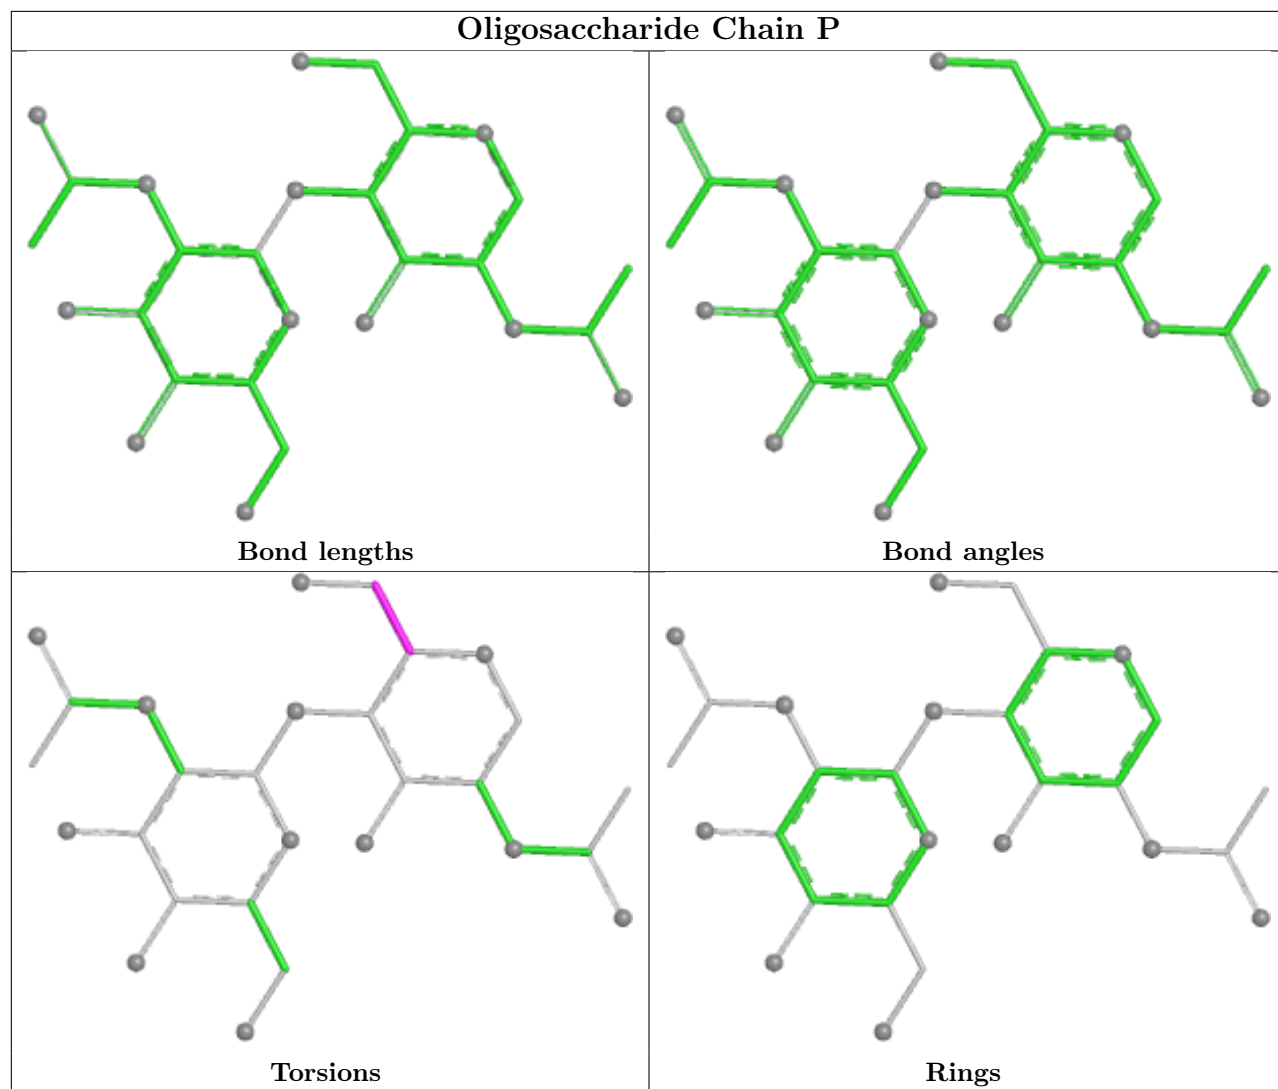 Oligosaccharide Chain P
Bond lengths
Bond angles
Torsions
Rings